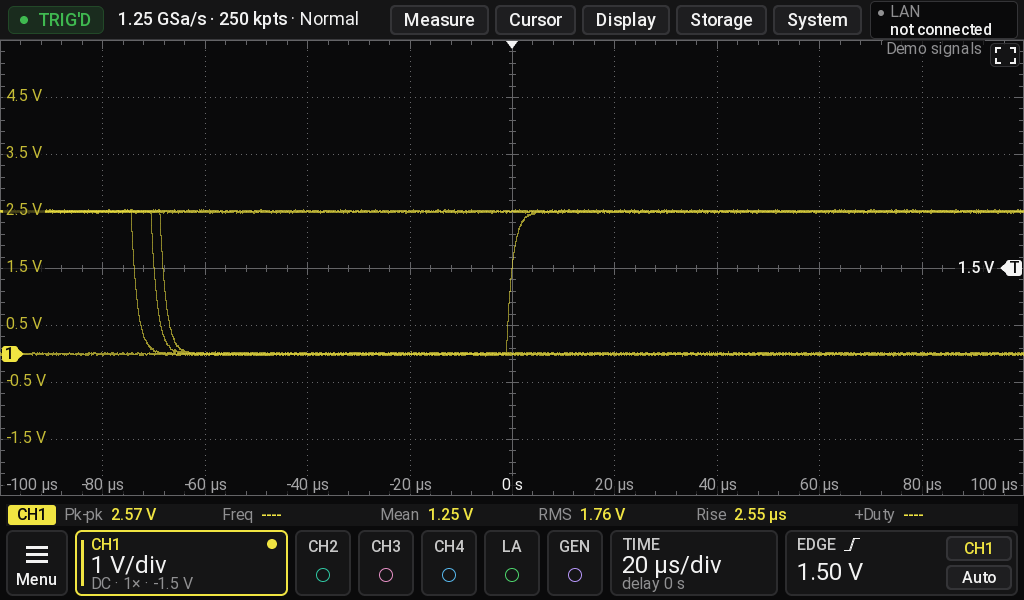 TRIG'D 1.25 GSa/s · 250 kpts · Normal Measure Cursor Display Storage System LAN
not connected
Demo signals
4.5 V
3.5 V
2.5 V
1.5 V 1.5 V T
0.5 V
1
-0.5 V
-1.5 V
-100 µs -80 µs -60 µs -40 µs -20 µs 0 s 20 µs 40 µs 60 µs 80 µs 100 µs
CH1 Pk-pk 2.57 V Freq ---- Mean 1.25 V RMS 1.76 V Rise 2.55 µs +Duty ----
Menu
CH1
1 V/div
DC · 1× · -1.5 V
CH2 CH3 CH4 LA GEN
TIME
20 µs/div
delay 0 s
EDGE
1.50 V
CH1
Auto